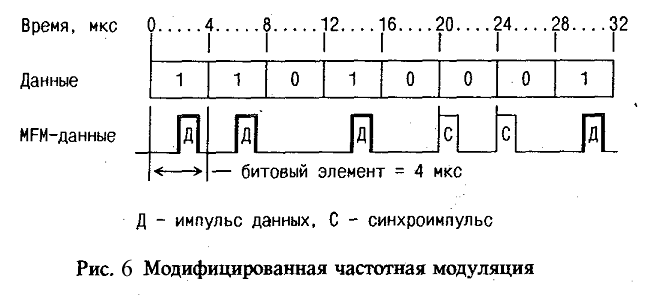 Время, мкс 0.....4.....8.....12....16....20....24....28....32
Данные 1 1 0 1 0 0 0 1
MFM-данные Д Д Д С С Д
битовый элемент = 4 мкс
Д - импульс данных, С - синхроимпульс
Рис. 6 Модифицированная частотная модуляция